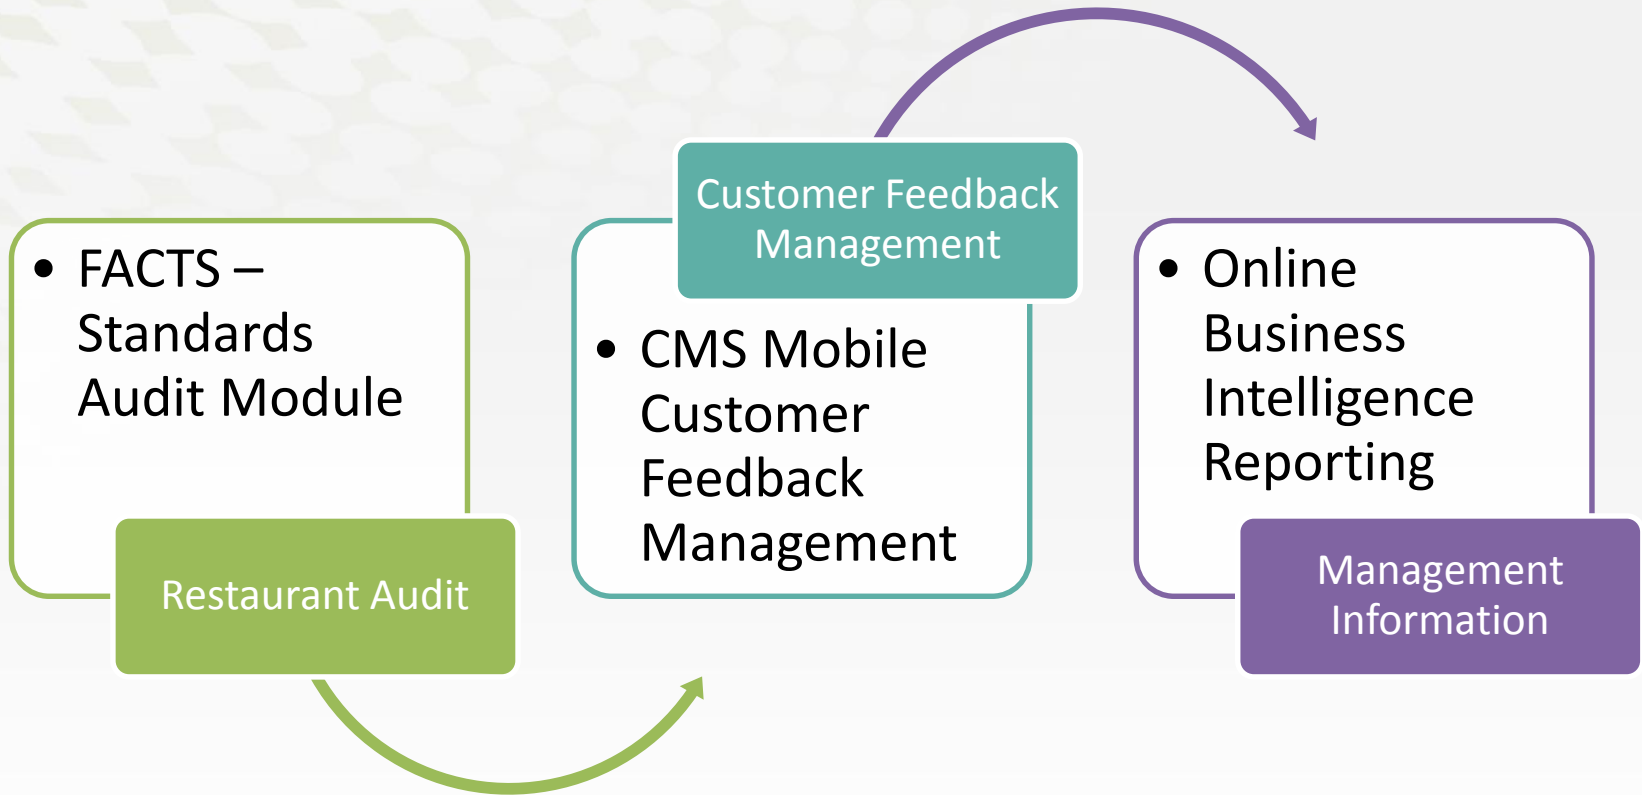 • FACTS –
Standards
Audit Module
Restaurant Audit
Customer Feedback
Management
• CMS Mobile
Customer
Feedback
Management
• Online
Business
Intelligence
Reporting
Management
Information